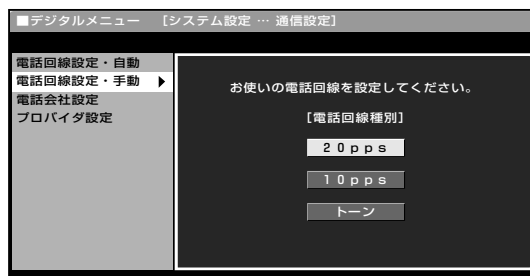 ■デジタルメニュー　[システム設定 … 通信設定]
電話回線設定・自動
電話回線設定・手動 ▶
電話会社設定
プロバイダ設定
お使いの電話回線を設定してください。
[電話回線種別]
２０ｐｐｓ
１０ｐｐｓ
トーン